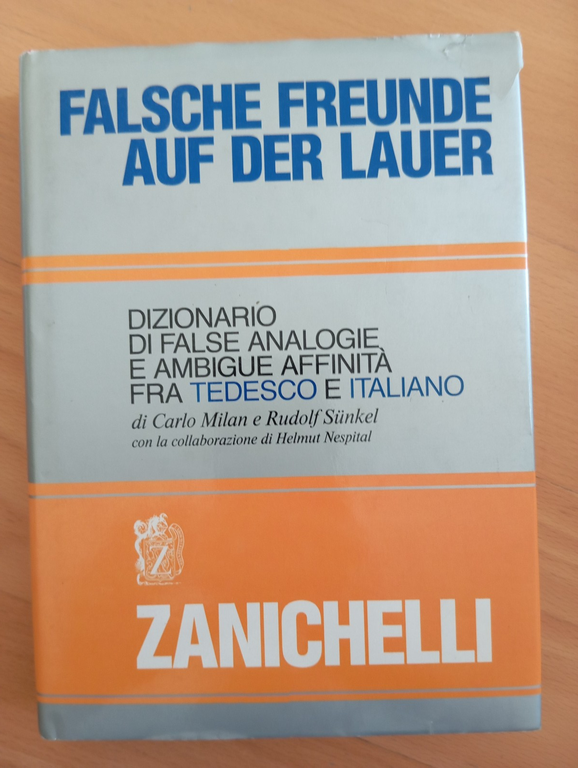 FALSCHE FREUNDE
AUF DER LAUER
DIZIONARIO
DI FALSE ANALOGIE
E AMBIGUE AFFINITÀ
FRA TEDESCO E ITALIANO
di Carlo Milan e Rudolf Sünkel
con la collaborazione di Helmut Nespital
Z
ZANICHELLI